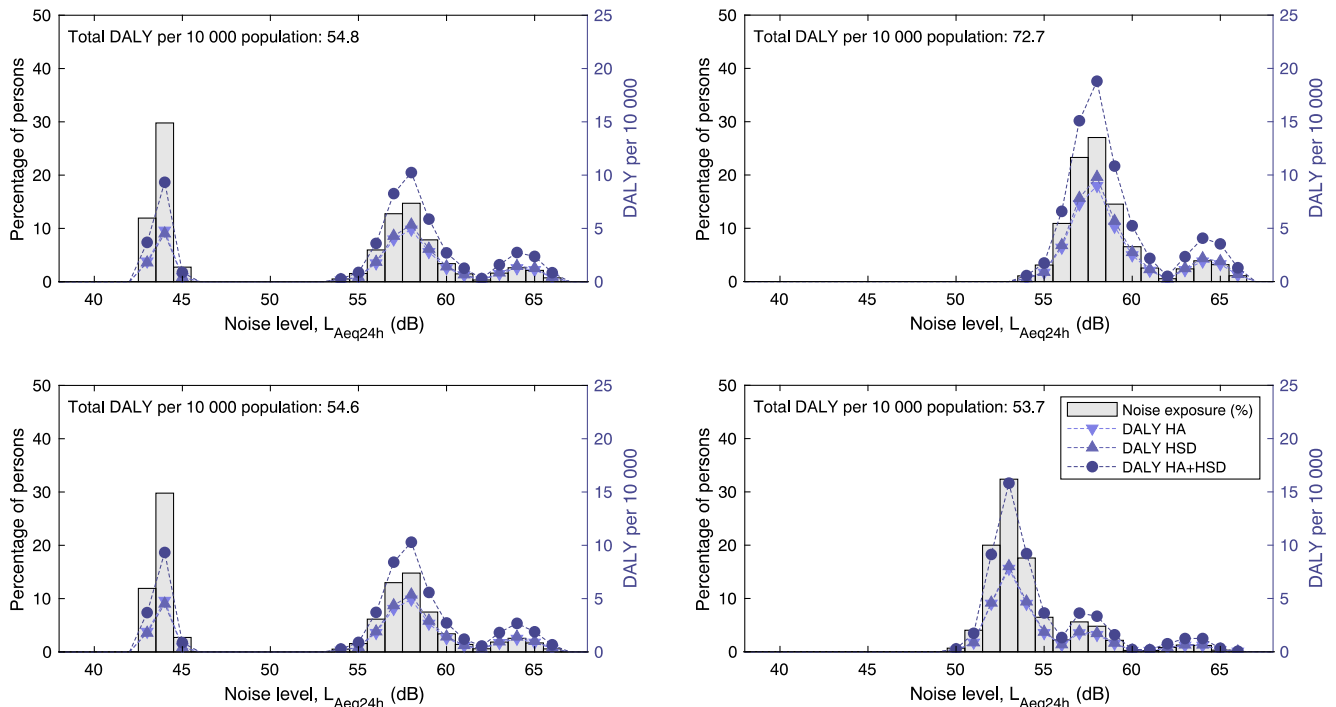 Total DALY per 10 000 population: 54.8
Percentage of persons
50
40
30
20
10
0
25
20
15
10
5
0
DALY per 10 000
40 45 50 55 60 65
Noise level, L_Aeq24h (dB)
Total DALY per 10 000 population: 72.7
Percentage of persons
50
40
30
20
10
0
25
20
15
10
5
0
DALY per 10 000
40 45 50 55 60 65
Noise level, L_Aeq24h (dB)
Total DALY per 10 000 population: 54.6
Percentage of persons
50
40
30
20
10
0
25
20
15
10
5
0
DALY per 10 000
40 45 50 55 60 65
Noise level, L_Aeq24h (dB)
Total DALY per 10 000 population: 53.7
Noise exposure (%)
DALY HA
DALY HSD
DALY HA+HSD
Percentage of persons
50
40
30
20
10
0
25
20
15
10
5
0
DALY per 10 000
40 45 50 55 60 65
Noise level, L_Aeq24h (dB)